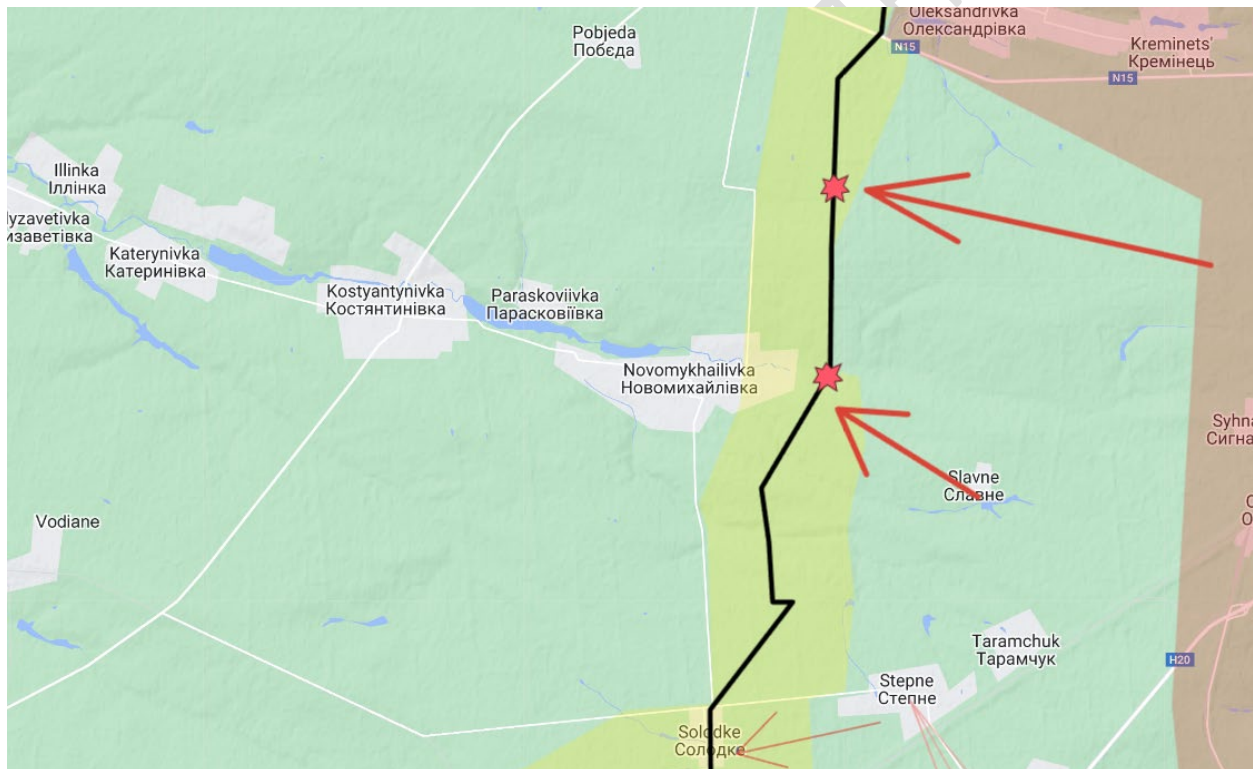 Oleksandrivka
Олександрівка
N15
Kreminets'
Кремінець
N15
Pobjeda
Побєда
Illinka
Іллінка
Katerynivka
Катеринівка
Kostyantynivka
Костянтинівка
Paraskoviivka
Парасковіївка
Novomykhailivka
Новомихайлівка
Slavne
Славне
Vodiane
Taramchuk
Тарамчук
H20
Stepne
Степне
Solodke
Солодке